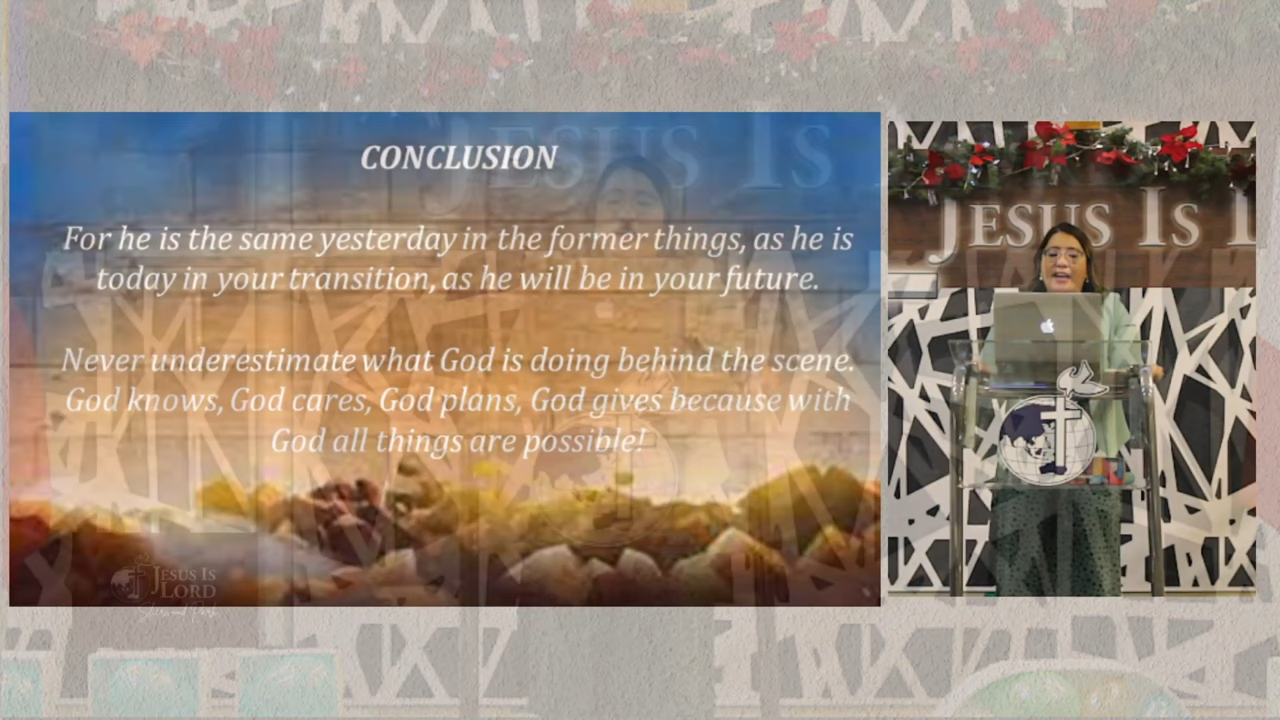 CONCLUSION
For he is the same yesterday in the former things, as he is
today in your transition, as he will be in your future.
Never underestimate what God is doing behind the scene.
God knows, God cares, God plans, God gives because with
God all things are possible!
JESUS IS
LORD
JESUS IS
JESUS IS L